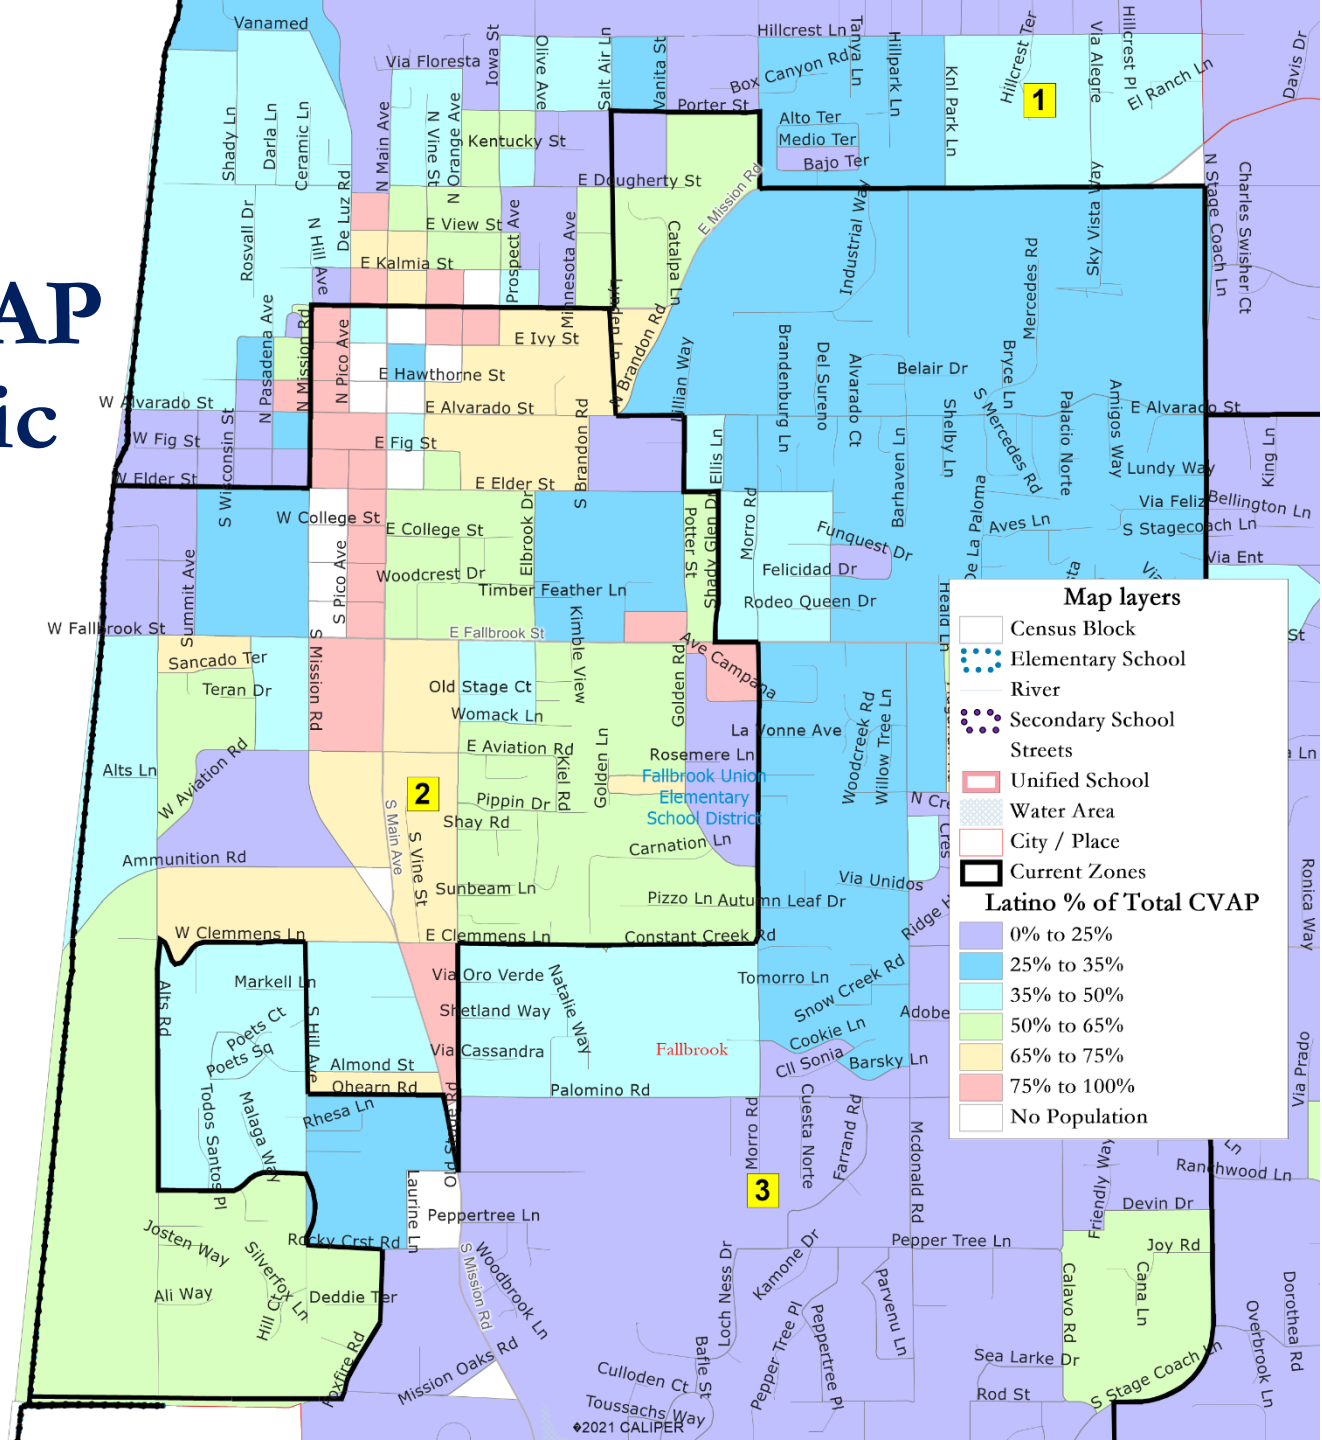 Vanamed
Hillcrest Ln
Tanya Ln
Hillpark Ln
Hillcrest Ter
Via Alegre
Hillcrest Pl
El Ranch Ln
Davis Dr
Via Floresta
Iowa St
Olive Ave
Salt Air Ln
Vanita St
Box Canyon Rd
Knl Park Ln
1
Porter St
Alto Ter
Medio Ter
Bajo Ter
Shady Ln
Darla Ln
Ceramic Ln
N Main Ave
N Vine St
N Orange Ave
Kentucky St
E Dougherty St
E Mission Rd
N Stage Coach Ln
Charles Swisher Ct
Sky Vista Way
De Luz Rd
Rosvall Dr
N Hill Ave
E View St
E Kalmia St
Prospect Ave
Minnesota Ave
Catalpa Ln
Industrial Way
Mercedes Rd
AP
ic
N Pasadena Ave
N Mission Rd
N Pico Ave
E Ivy St
E Hawthorne St
E Alvarado St
N Brandon Rd
Brandenburg Ln
Del Sureno
Alvarado Ct
Belair Dr
Bryce Ln
S Mercedes Rd
Palacio Norte
Amigos Way
E Alvarado St
W Alvarado St
W Fig St
W Elder St
S Wisconsin St
E Fig St
E Elder St
S Brandon Rd
Ellis Ln
Barhaven Ln
Shelby Ln
Lundy Way
King Ln
Via Feliz
Bellington Ln
S Stagecoach Ln
Via Ent
W College St
E College St
Elbrook Dr
Potter St
Shady Glen Dr
Morro Rd
Funquest Dr
Aves Ln
De La Paloma
Felicidad Dr
Rodeo Queen Dr
Summit Ave
S Pico Ave
Woodcrest Dr
Timber Feather Ln
Kimble View
W Fallbrook St
E Fallbrook St
Heald Ln
Sancado Ter
Teran Dr
S Mission Rd
Old Stage Ct
Womack Ln
Golden Rd
Ave Campana
La Vonne Ave
Woodcreek Rd
Willow Tree Ln
E Aviation Rd
Rosemere Ln
Alts Ln
W Aviation Rd
2
S Main Ave
S Vine St
Kiel Rd
Golden Ln
Pippin Dr
Shay Rd
Fallbrook Union
Elementary
School District
Carnation Ln
Ammunition Rd
Sunbeam Ln
Pizzo Ln
Autumn Leaf Dr
Via Unidos
W Clemmens Ln
E Clemmens Ln
Constant Creek Rd
Alts Rd
Markell Ln
Via Oro Verde
Natalie Way
Tomorro Ln
Snow Creek Rd
Adobe
Poets Ct
Poets Sq
S Hill Ave
Shetland Way
Via Cassandra
Fallbrook
Cookie Ln
Cll Sonia
Barsky Ln
Almond St
Ohearn Rd
Palomino Rd
Todos Santos Pl
Malaga Way
Rhesa Ln
Morro Rd
Cuesta Norte
Farrand Rd
Mcdonald Rd
3
Laurine Ln
Peppertree Ln
Rocky Crst Rd
Josten Way
Silverfox Ln
Ali Way
Hill Ct
Deddie Ter
Foxfire Rd
S Mission Rd
Woodbrook Ln
Mission Oaks Rd
Loch Ness Dr
Kamone Dr
Pepper Tree Ln
Pepper Tree Pl
Peppertree Pl
Parvenu Ln
Culloden Ct
Bafle St
Toussachs Way
Friendly Way
Ranchwood Ln
Devin Dr
Joy Rd
Calavo Rd
Cana Ln
Sea Larke Dr
Rod St
S Stage Coach Ln
Overbrook Ln
Dorothea Rd
Ronica Way
Via Prado
Map layers
Census Block
Elementary School
River
Secondary School
Streets
Unified School
Water Area
City / Place
Current Zones
Latino % of Total CVAP
0% to 25%
25% to 35%
35% to 50%
50% to 65%
65% to 75%
75% to 100%
No Population
©2021 CALIPER